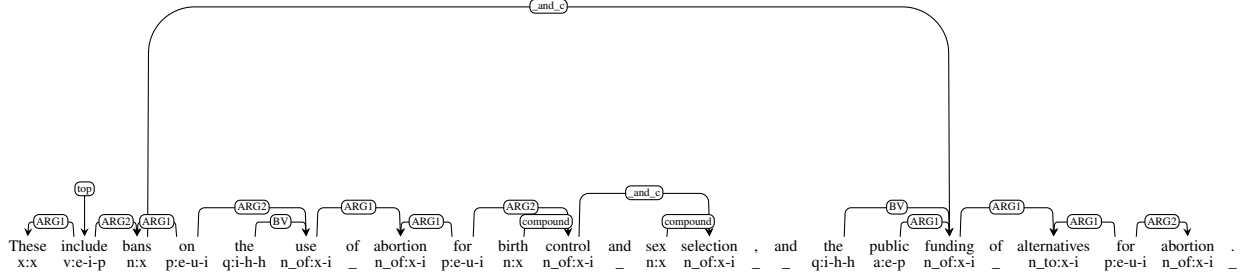 _and_c
top
_and_c
ARG2 ARG1 ARG2 BV ARG1
ARG1 ARG2 ARG1 BV ARG1 compound compound ARG1 ARG1 ARG2
These include bans on the use of abortion for birth control and sex selection , and the public funding of alternatives for abortion .
x:x v:e-i-p n:x p:e-u-i q:i-h-h n_of:x-i _ n_of:x-i p:e-u-i n:x n_of:x-i _ n:x n_of:x-i _ _ q:i-h-h a:e-p n_of:x-i _ n_to:x-i p:e-u-i n_of:x-i _